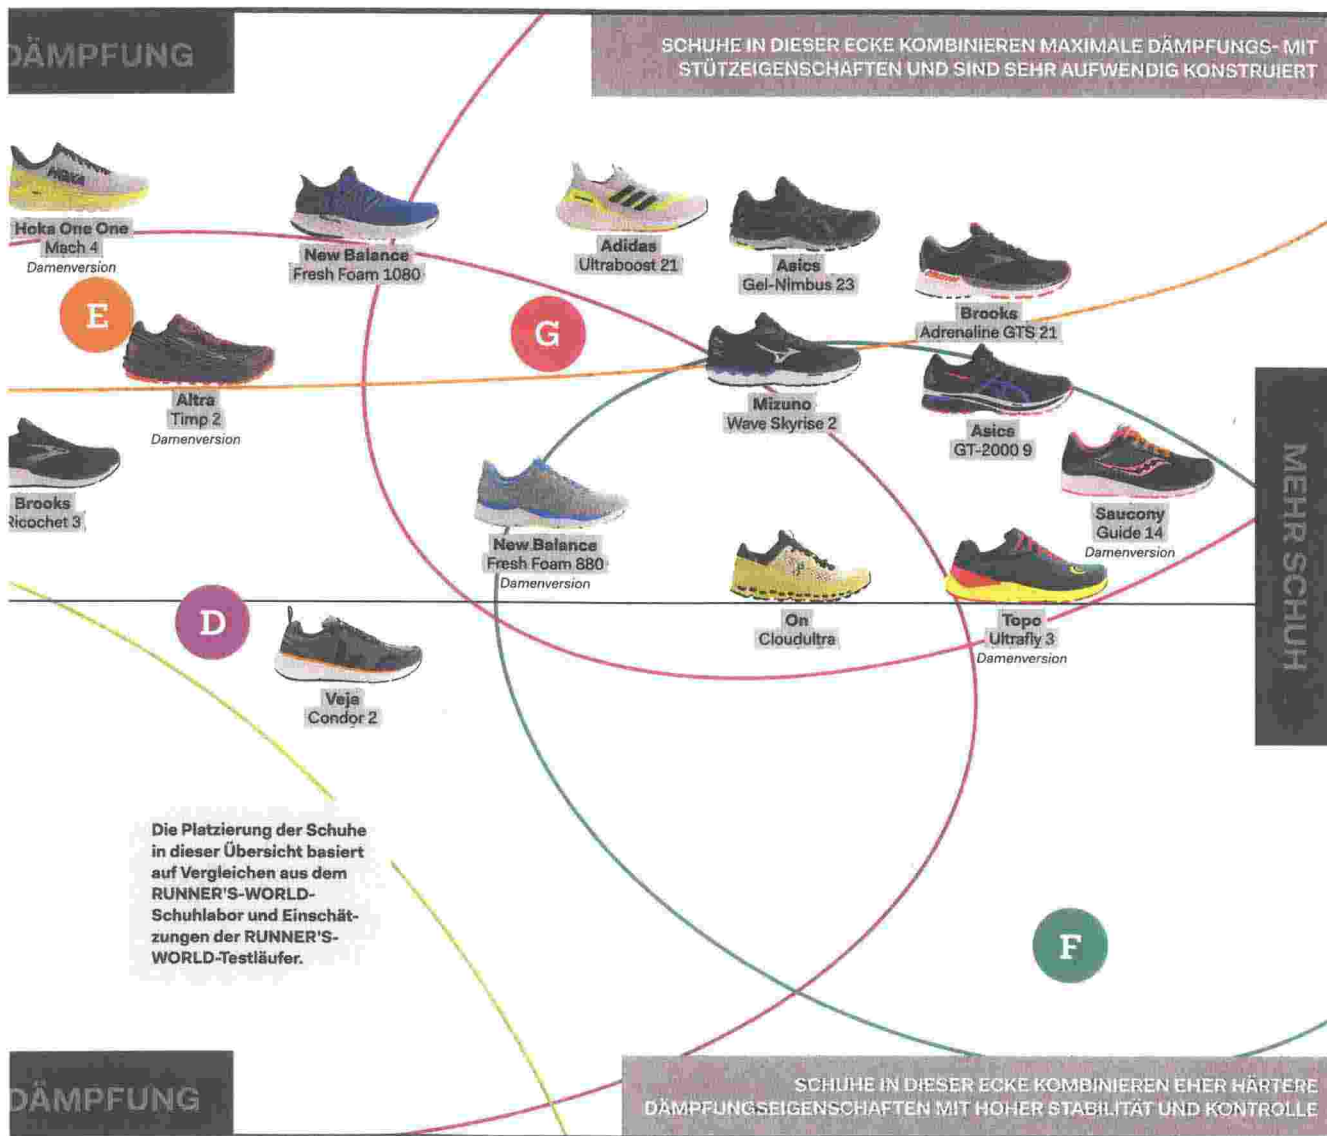 DÄMPFUNG
SCHUHE IN DIESER ECKE KOMBINIEREN MAXIMALE DÄMPFUNGS- MIT
STÜTZEIGENSCHAFTEN UND SIND SEHR AUFWENDIG KONSTRUIERT
HOKA
Hoka One One
Mach 4
Damenversion
New Balance
Fresh Foam 1080
Adidas
Ultraboost 21
Asics
Gel-Nimbus 23
Brooks
Adrenaline GTS 21
E
G
Altra
Timp 2
Damenversion
Mizuno
Wave Skyrise 2
Asics
GT-2000 9
Brooks
Ricochet 3
New Balance
Fresh Foam 880
Damenversion
Saucony
Guide 14
Damenversion
MEHR SCHUH
On
Cloudultra
Topo
Ultrafly 3
Damenversion
D
Veja
Condor 2
Die Platzierung der Schuhe
in dieser Übersicht basiert
auf Vergleichen aus dem
RUNNER'S-WORLD-
Schuhlabor und Einschät-
zungen der RUNNER'S-
WORLD-Testläufer.
F
DÄMPFUNG
SCHUHE IN DIESER ECKE KOMBINIEREN EHER HÄRTERE
DÄMPFUNGSEIGENSCHAFTEN MIT HOHER STABILITÄT UND KONTROLLE